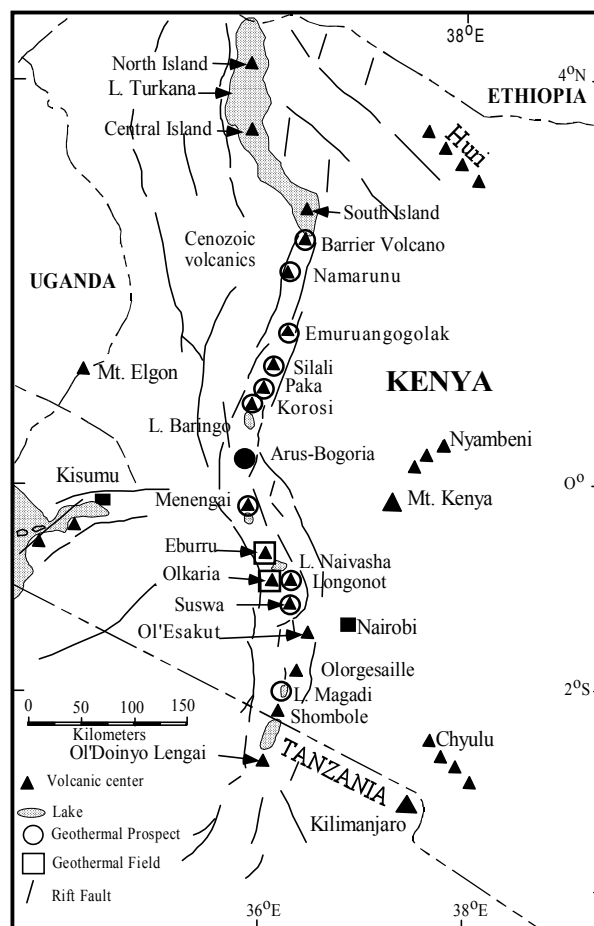 38°E
4°N
North Island
L. Turkana
ETHIOPIA
Central Island
Huri
South Island
Cenozoic
volcanics
Barrier Volcano
UGANDA
Namarunu
Emuruangogolak
Silali
Mt. Elgon
Paka
KENYA
Korosi
L. Baringo
Nyambeni
Arus-Bogoria
Kisumu
0°
Menengai
Mt. Kenya
Eburru
L. Naivasha
Olkaria
Longonot
Suswa
Nairobi
Ol'Esakut
Olorgesaille
L. Magadi
2°S
0 50 100 150
Shombole
Kilometers
Chyulu
Ol'Doinyo Lengai
TANZANIA
Volcanic center
Lake
Kilimanjaro
Geothermal Prospect
Geothermal Field
Rift Fault
36°E
38°E